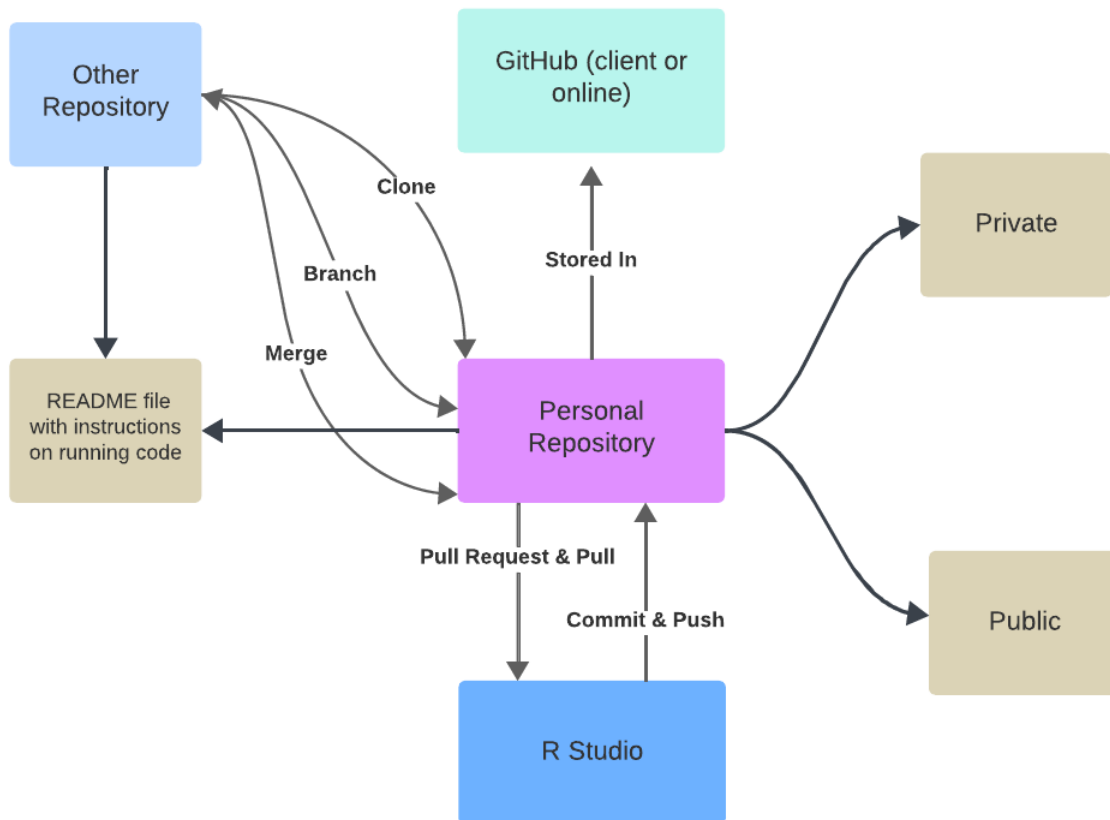 Other
Repository
GitHub (client or
online)
Clone
Private
Stored In
Branch
Merge
README file
with instructions
on running code
Personal
Repository
Pull Request & Pull
Commit & Push
Public
R Studio